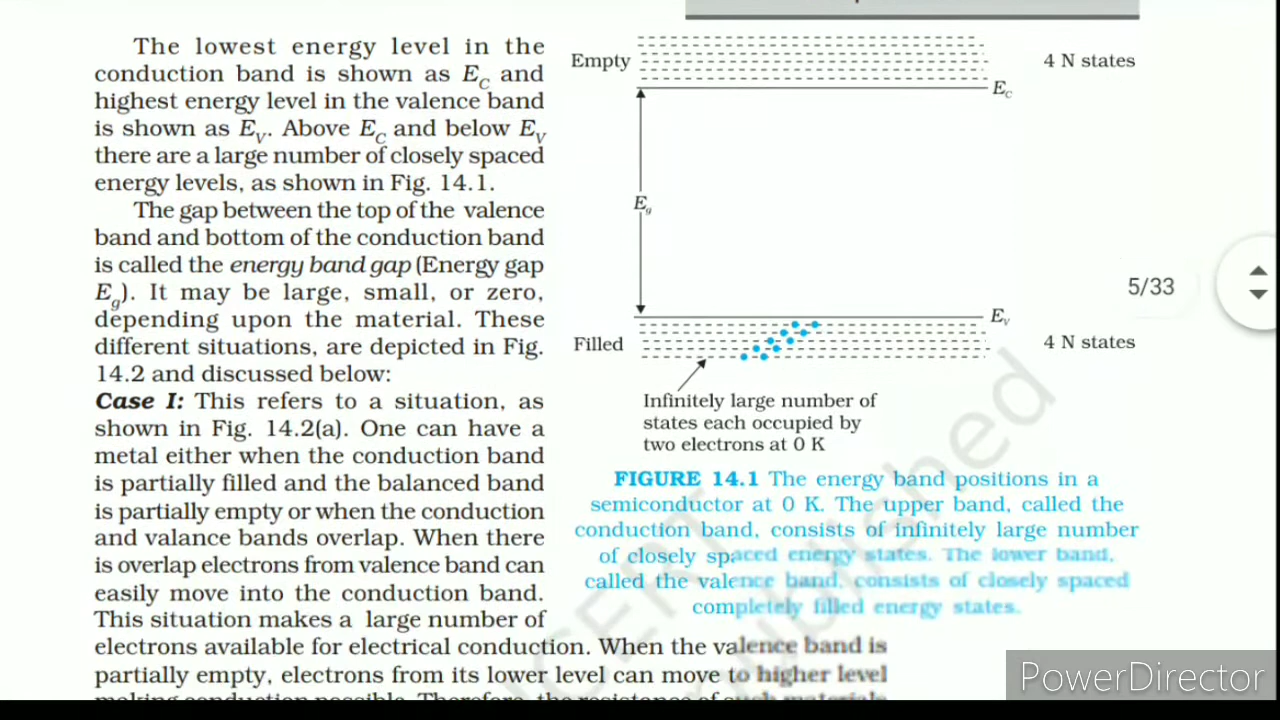 The lowest energy level in the
conduction band is shown as E_C and
highest energy level in the valence band
is shown as E_V. Above E_C and below E_V
there are a large number of closely spaced
energy levels, as shown in Fig. 14.1.
The gap between the top of the valence
band and bottom of the conduction band
is called the energy band gap (Energy gap
E_g). It may be large, small, or zero,
depending upon the material. These
different situations, are depicted in Fig.
14.2 and discussed below:
Case I: This refers to a situation, as
shown in Fig. 14.2(a). One can have a
metal either when the conduction band
is partially filled and the balanced band
is partially empty or when the conduction
and valance bands overlap. When there
is overlap electrons from valence band can
easily move into the conduction band.
This situation makes a large number of
electrons available for electrical conduction. When the valence band is
partially empty, electrons from its lower level can move to higher level
making conduction possible. Therefore, the resistance of such materials
Empty
4 N states
E_c
E_g
E_v
Filled
4 N states
Infinitely large number of
states each occupied by
two electrons at 0 K
FIGURE 14.1 The energy band positions in a
semiconductor at 0 K. The upper band, called the
conduction band, consists of infinitely large number
of closely spaced energy states. The lower band,
called the valence band, consists of closely spaced
completely filled energy states.
5/33
PowerDirector